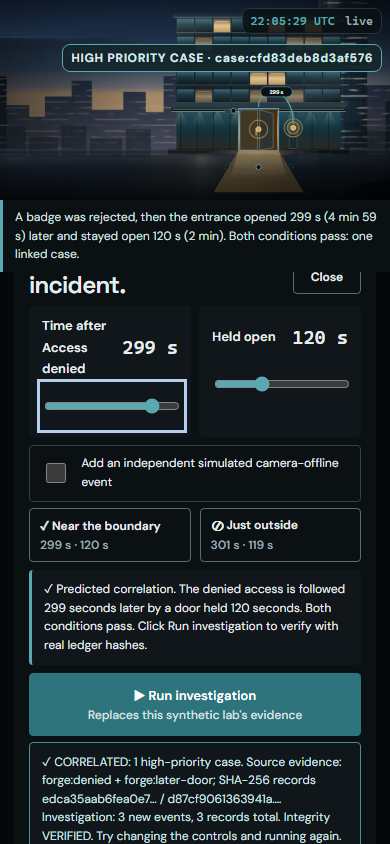 22:05:29 UTC live
HIGH PRIORITY CASE · case:cfd83deb8d3af576
299 s
A badge was rejected, then the entrance opened 299 s (4 min 59
s) later and stayed open 120 s (2 min). Both conditions pass: one
linked case.
incident.
Close
Time after
Access
denied
299 s
Held open
120 s
Add an independent simulated camera-offline
event
✓ Near the boundary
299 s · 120 s
⊘ Just outside
301 s · 119 s
✓ Predicted correlation. The denied access is followed
299 seconds later by a door held 120 seconds. Both
conditions pass. Click Run investigation to verify with
real ledger hashes.
▶ Run investigation
Replaces this synthetic lab's evidence
✓ CORRELATED: 1 high-priority case. Source evidence:
forge:denied + forge:later-door; SHA-256 records
edca35aab6fea0e7… / d87cf9061363941a….
Investigation: 3 new events, 3 records total. Integrity
VERIFIED. Try changing the controls and running again.